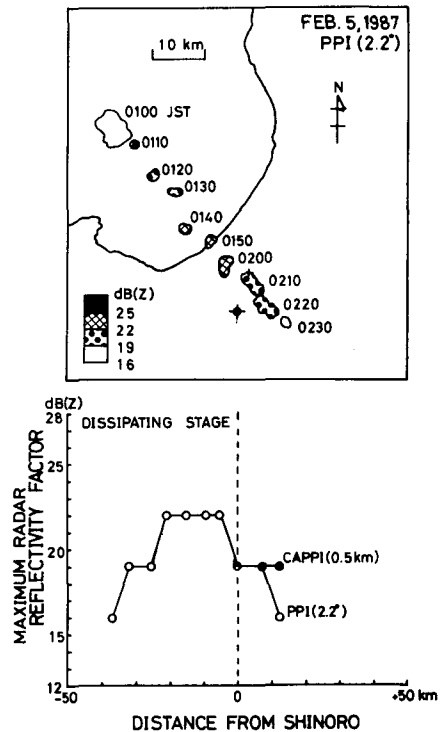 FEB. 5, 1987
PPI (2.2°)
10 km
N
0100 JST
0110
0120
0130
0140
0150
0200
0210
0220
0230
dB(Z)
25
22
19
16
dB(Z)
28
25
20
15
12
DISSIPATING STAGE
CAPPI (0.5km)
PPI (2.2°)
MAXIMUM RADAR
REFLECTIVITY FACTOR
-50
0
+50 km
DISTANCE FROM SHINORO